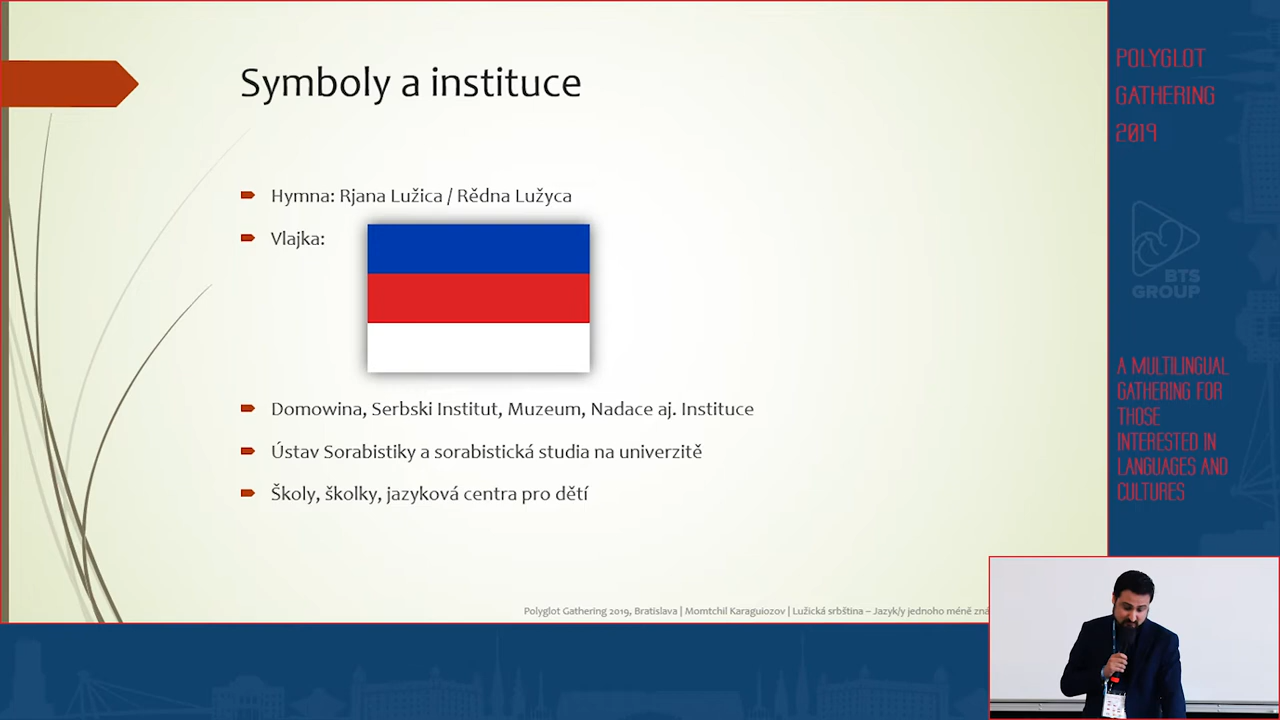 Symboly a instituce
Hymna: Rjana Lužica / Rědna Lužyca
Vlajka:
Domowina, Serbski Institut, Muzeum, Nadace aj. Instituce
Ústav Sorabistiky a sorabistická studia na univerzitě
Školy, školky, jazyková centra pro dětí
Polyglot Gathering 2019, Bratislava | Momtchil Karaguiozov | Lužická srbština – Jazyk/y jednoho méně zná
POLYGLOT
GATHERING
2019
BTS
GROUP
A MULTILINGUAL
GATHERING FOR
THOSE
INTERESTED IN
LANGUAGES AND
CULTURES